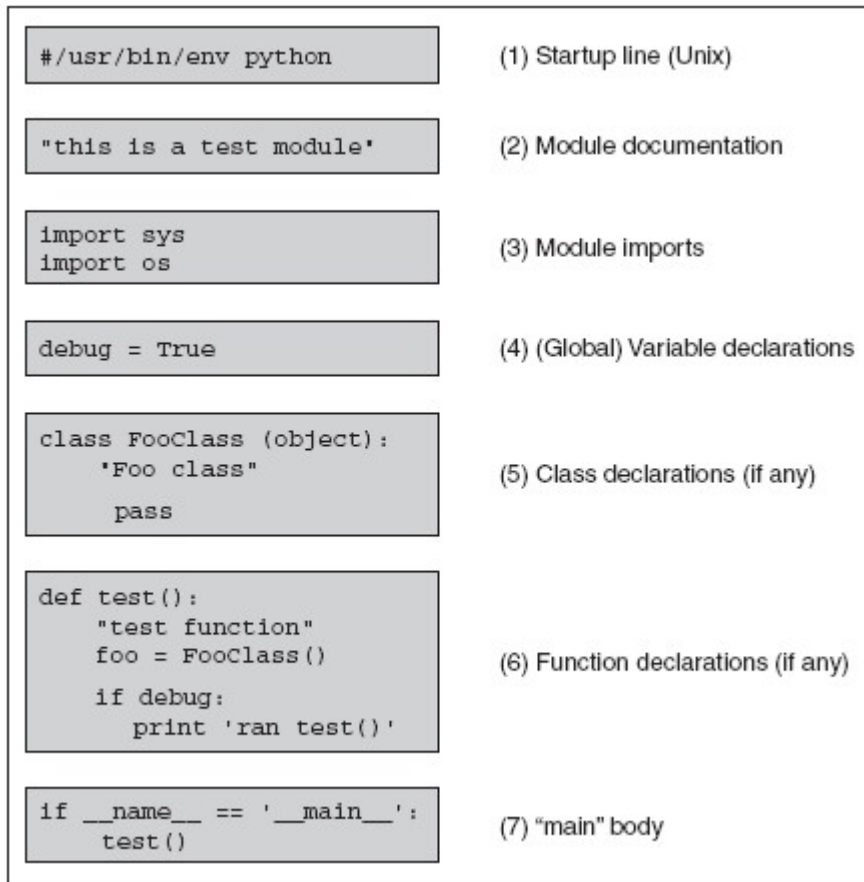 #/usr/bin/env python
(1) Startup line (Unix)
"this is a test module'
(2) Module documentation
import sys
import os
(3) Module imports
debug = True
(4) (Global) Variable declarations
class FooClass (object):
'Foo class"
pass
(5) Class declarations (if any)
def test():
"test function"
foo = FooClass()
if debug:
print 'ran test()'
(6) Function declarations (if any)
if __name__ == '__main__':
test()
(7) “main” body